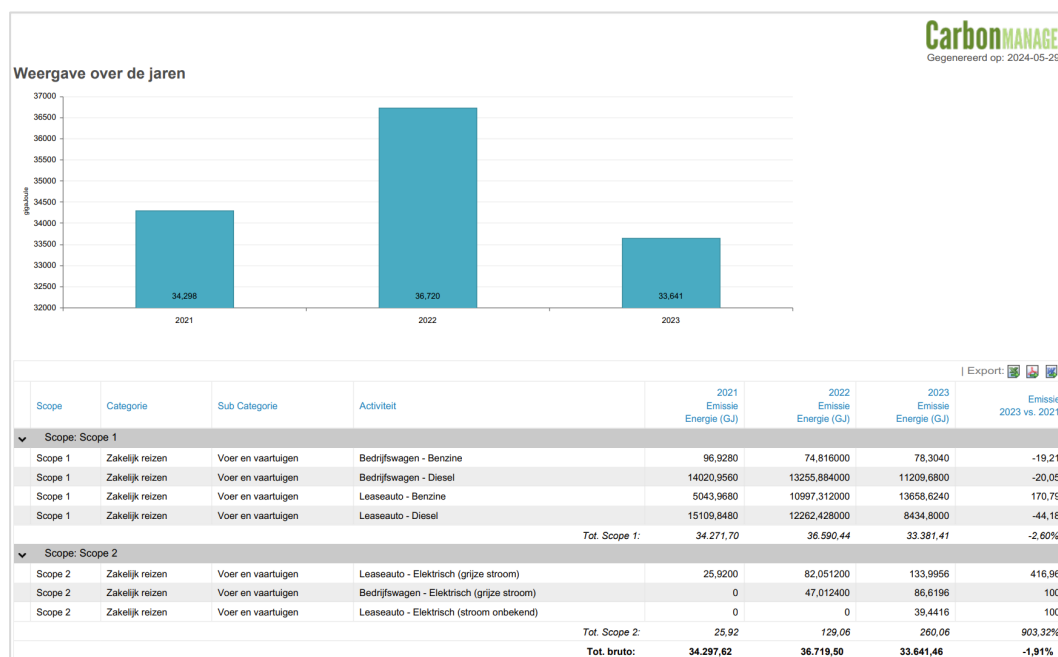 CarbonMANAGE
Gegenereerd op: 2024-05-29
Weergave over de jaren
37000
36500
36000
35500
35000
34500
34000
33500
33000
32500
32000
gigaJoule
34,298
36,720
33,641
2021 2022 2023
| Export:
Scope Categorie Sub Categorie Activiteit 2021 Emissie Energie (GJ) 2022 Emissie Energie (GJ) 2023 Emissie Energie (GJ) Emissie 2023 vs. 2021
Scope: Scope 1
Scope 1 Zakelijk reizen Voer en vaartuigen Bedrijfswagen - Benzine 96,9280 74,816000 78,3040 -19,21
Scope 1 Zakelijk reizen Voer en vaartuigen Bedrijfswagen - Diesel 14020,9560 13255,884000 11209,6800 -20,05
Scope 1 Zakelijk reizen Voer en vaartuigen Leaseauto - Benzine 5043,9680 10997,312000 13658,6240 170,79
Scope 1 Zakelijk reizen Voer en vaartuigen Leaseauto - Diesel 15109,8480 12262,428000 8434,8000 -44,18
Tot. Scope 1: 34.271,70 36.590,44 33.381,41 -2,60%
Scope: Scope 2
Scope 2 Zakelijk reizen Voer en vaartuigen Leaseauto - Elektrisch (grijze stroom) 25,9200 82,051200 133,9956 416,96
Scope 2 Zakelijk reizen Voer en vaartuigen Bedrijfswagen - Elektrisch (grijze stroom) 0 47,012400 86,6196 100
Scope 2 Zakelijk reizen Voer en vaartuigen Leaseauto - Elektrisch (stroom onbekend) 0 0 39,4416 100
Tot. Scope 2: 25,92 129,06 260,06 903,32%
Tot. bruto: 34.297,62 36.719,50 33.641,46 -1,91%